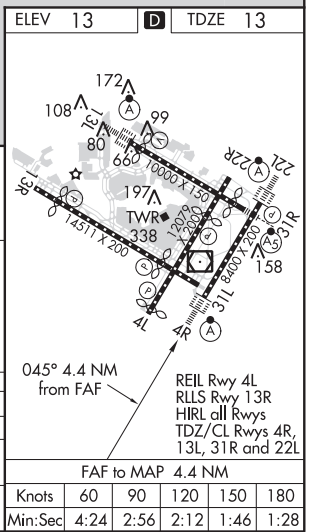 ELEV 13 D TDZE 13
172
A
108
99
A
13L
80
66
10000 X 150
13R
197
TWR
338
14511 X 200
12079 X 200
8400 X 200
22R
A
22L
31R
A5
158
P
P
P
P
P
31L
4L
4R
A
045° 4.4 NM
from FAF
REIL Rwy 4L
RLLS Rwy 13R
HIRL all Rwys
TDZ/CL Rwys 4R,
13L, 31R and 22L
FAF to MAP 4.4 NM
Knots 60 90 120 150 180
Min:Sec 4:24 2:56 2:12 1:46 1:28